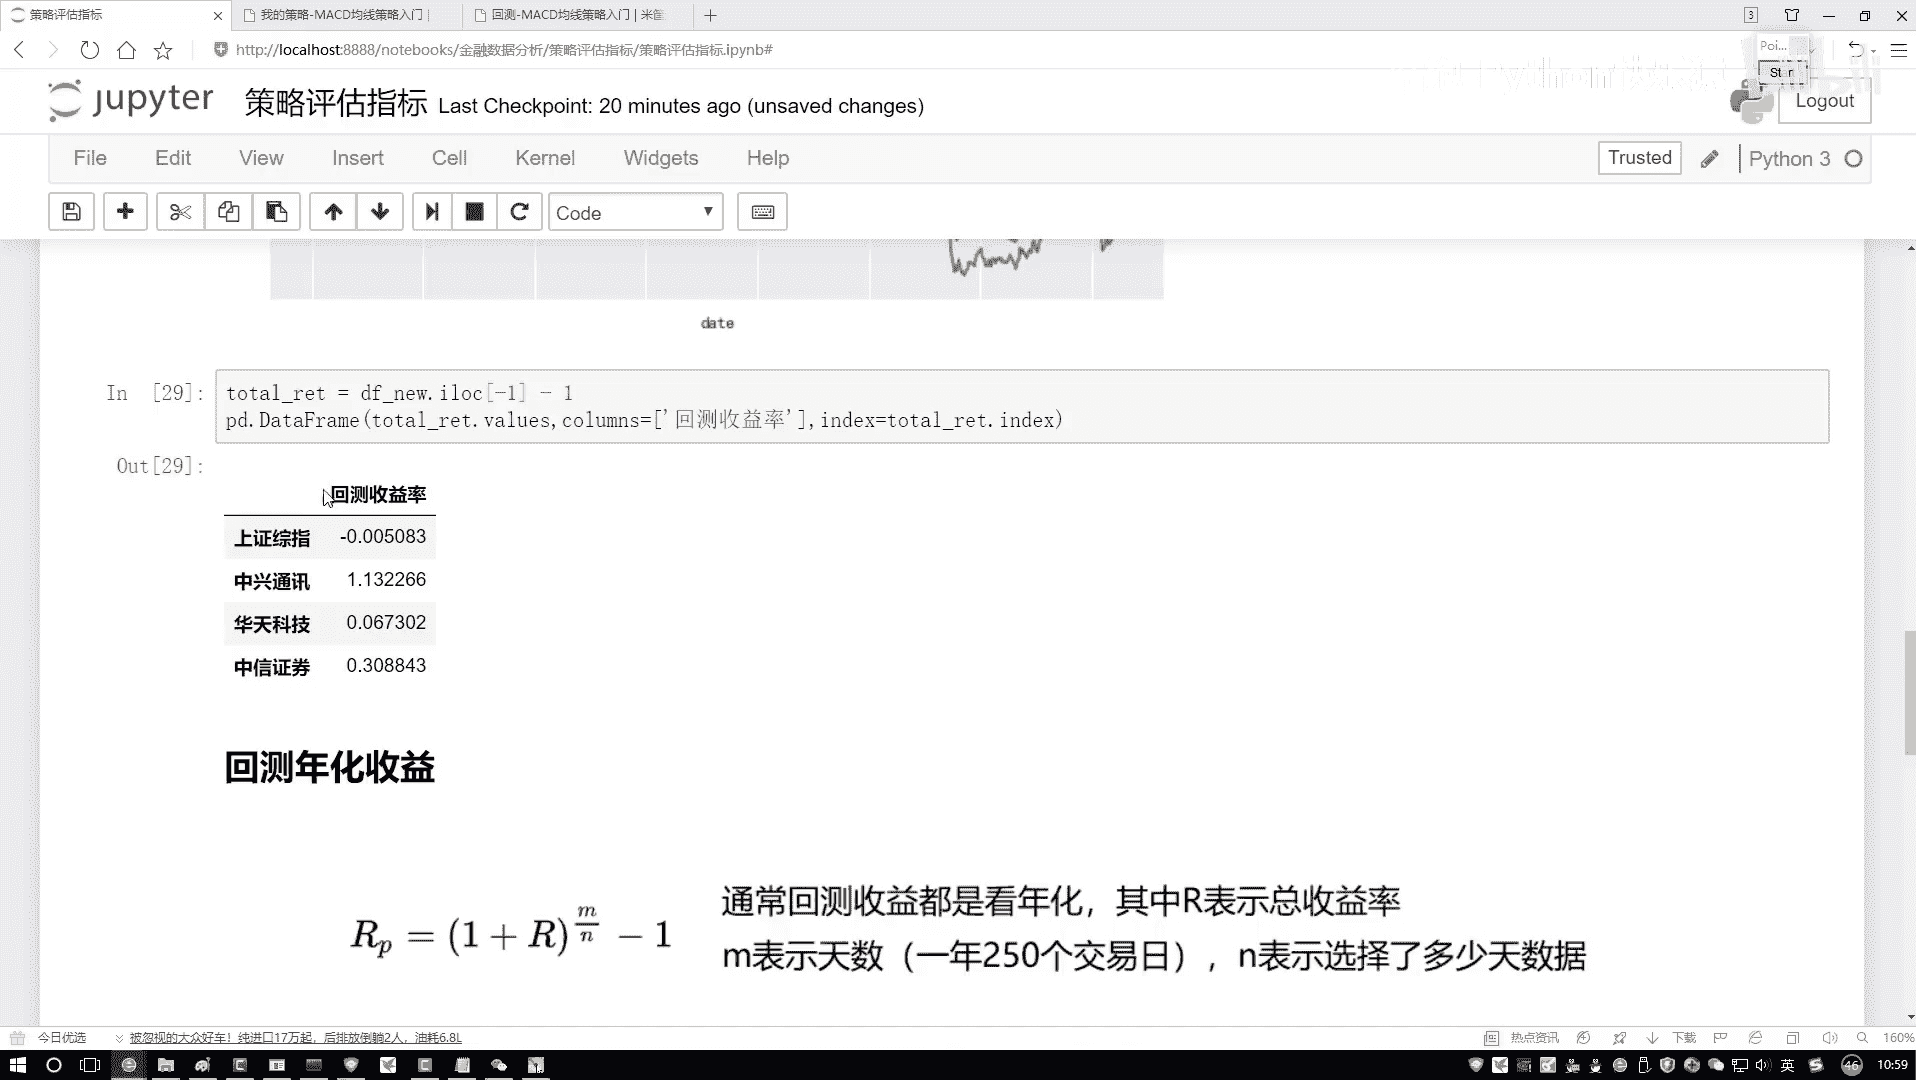 策略评估指标
我的策略-MACD均线策略入门
回测-MACD均线策略入门 | 米筐
3
http://localhost:8888/notebooks/金融数据分析/策略评估指标/策略评估指标.ipynb#
Poi...
Start
jupyter 策略评估指标 Last Checkpoint: 20 minutes ago (unsaved changes)
Logout
File Edit View Insert Cell Kernel Widgets Help
Trusted
Python 3
Code
date
In [29]: total_ret = df_new.iloc[-1] - 1
pd.DataFrame(total_ret.values,columns=['回测收益率'],index=total_ret.index)
Out[29]:
回测收益率
上证综指 -0.005083
中兴通讯 1.132266
华天科技 0.067302
中信证券 0.308843
回测年化收益
R_p = (1 + R)^{m/n} − 1
通常回测收益都是看年化，其中R表示总收益率
m表示天数（一年250个交易日），n表示选择了多少天数据
今日优选 被忽视的大众好车！纯进口17万起，后排放倒躺2人，油耗6.8L
热点资讯 下载 160%
英 46 10:59